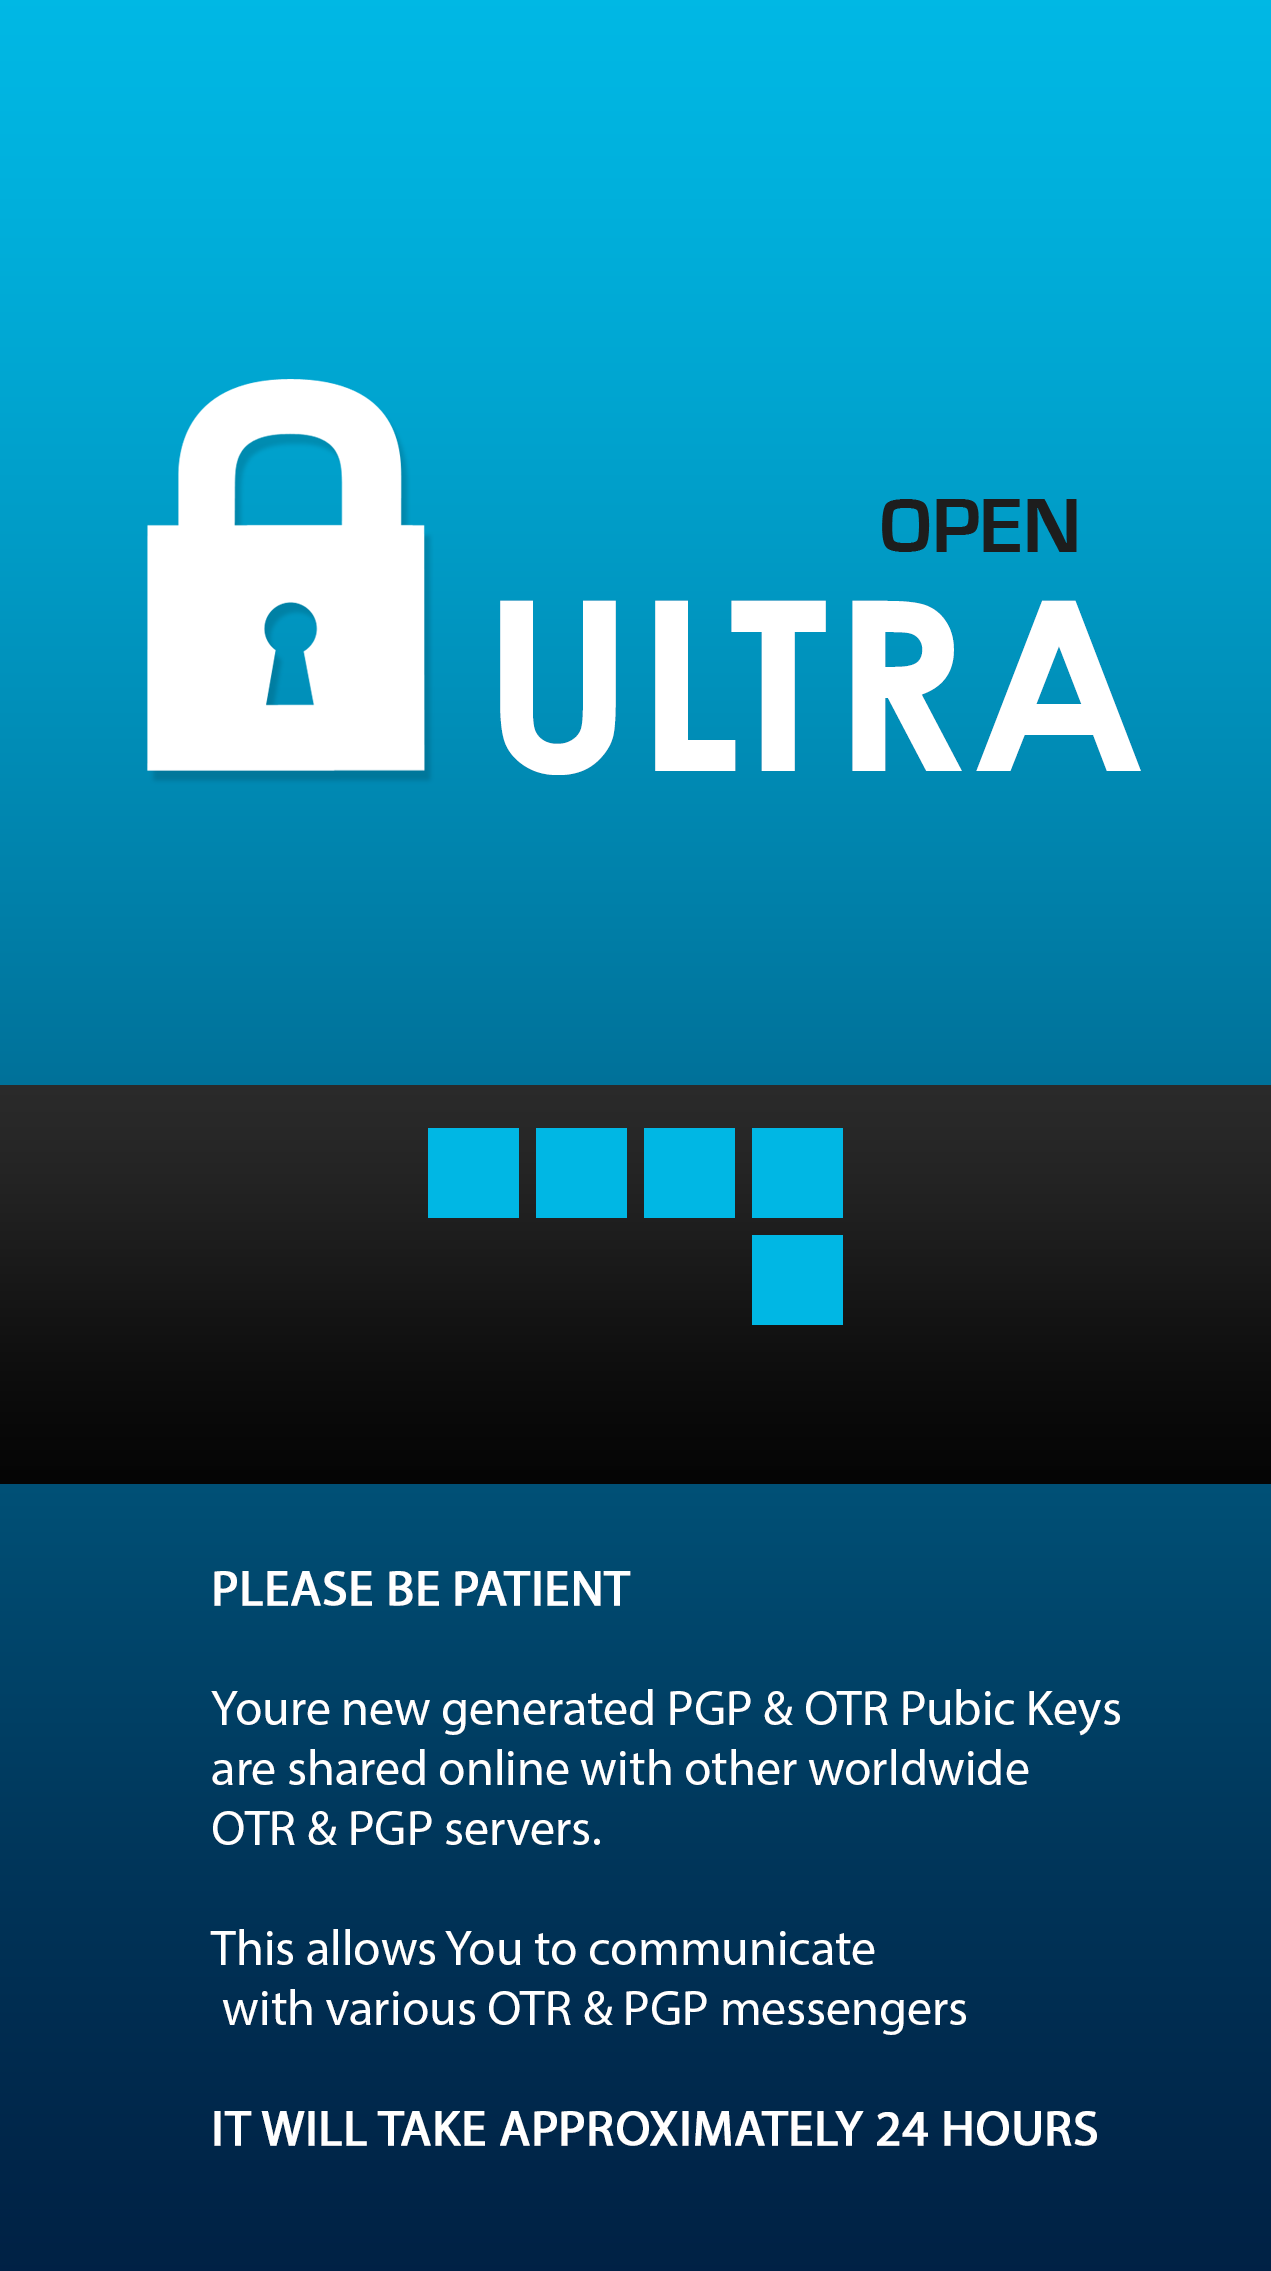 OPEN
ULTRA
PLEASE BE PATIENT
Youre new generated PGP & OTR Pubic Keys
are shared online with other worldwide
OTR & PGP servers.
This allows You to communicate
with various OTR & PGP messengers
IT WILL TAKE APPROXIMATELY 24 HOURS